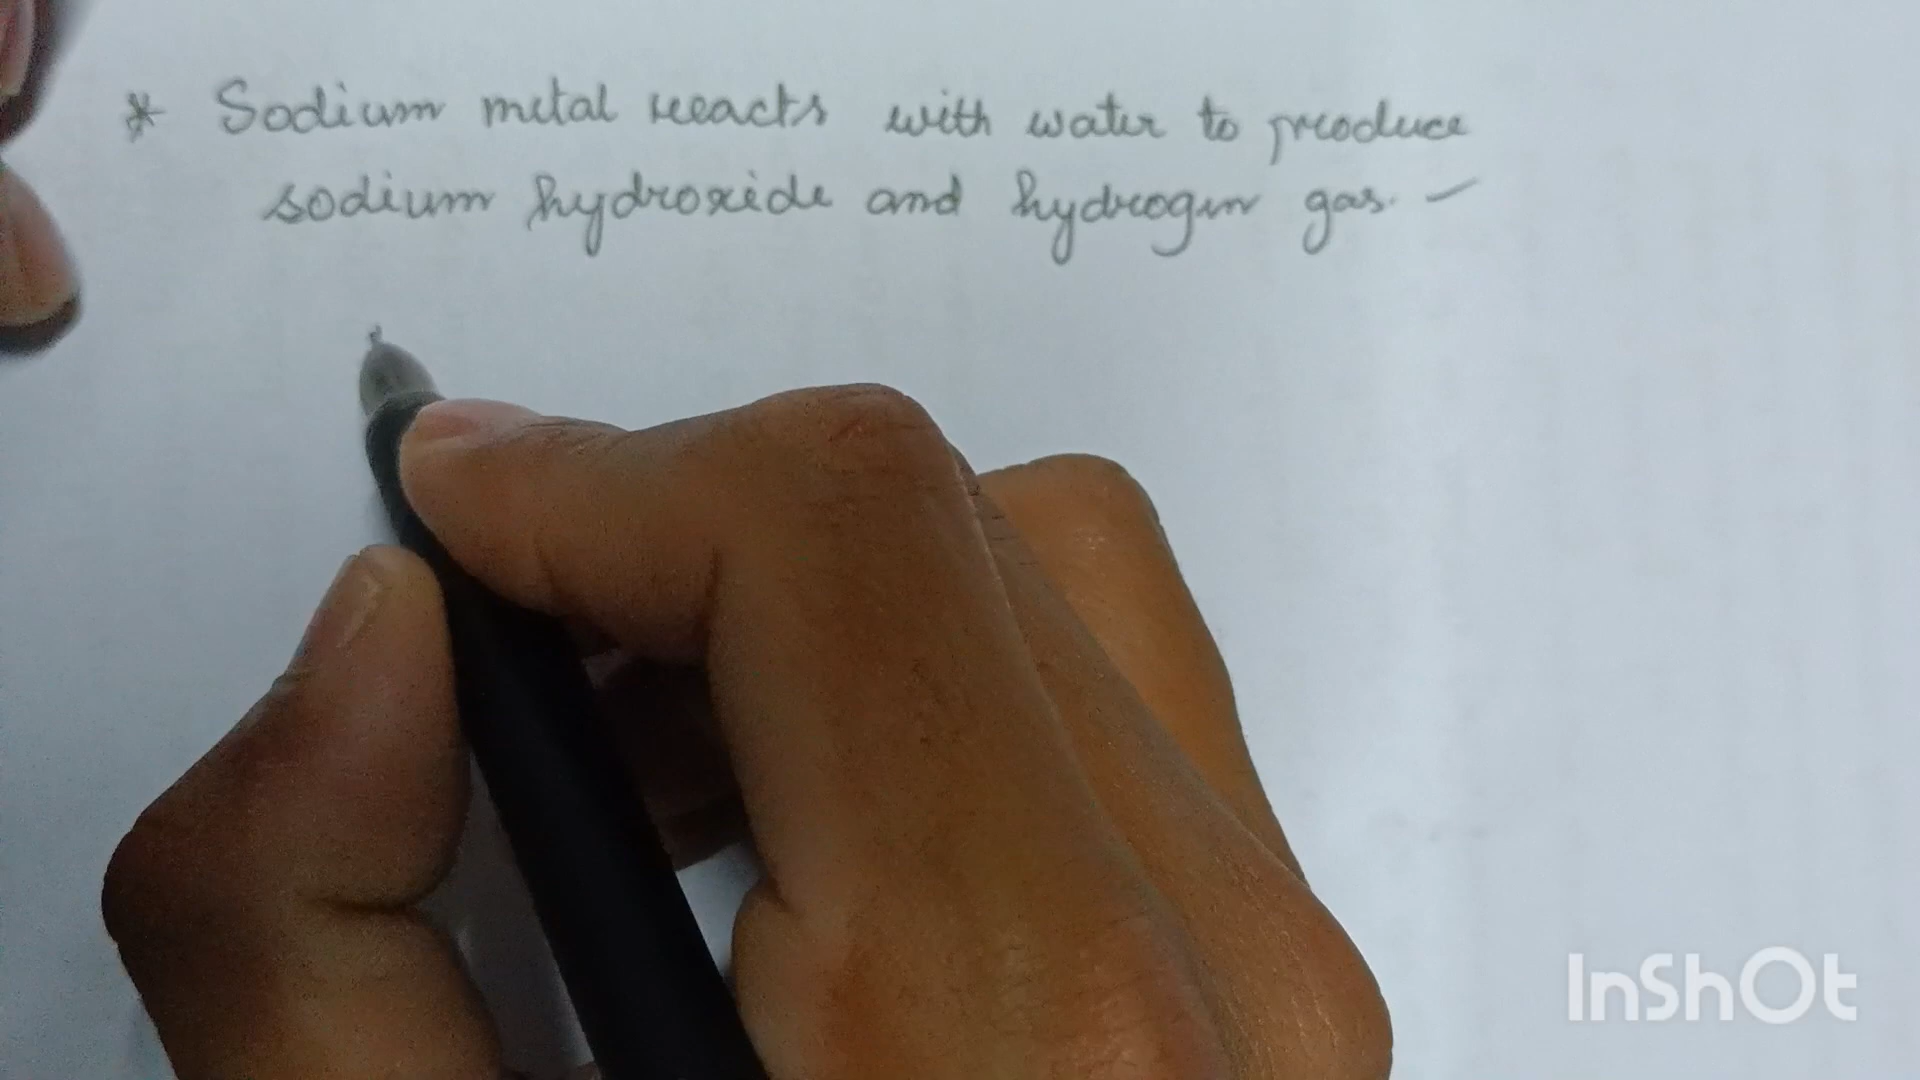 * Sodium metal reacts with water to produce
sodium hydroxide and hydrogen gas. –
InShOt